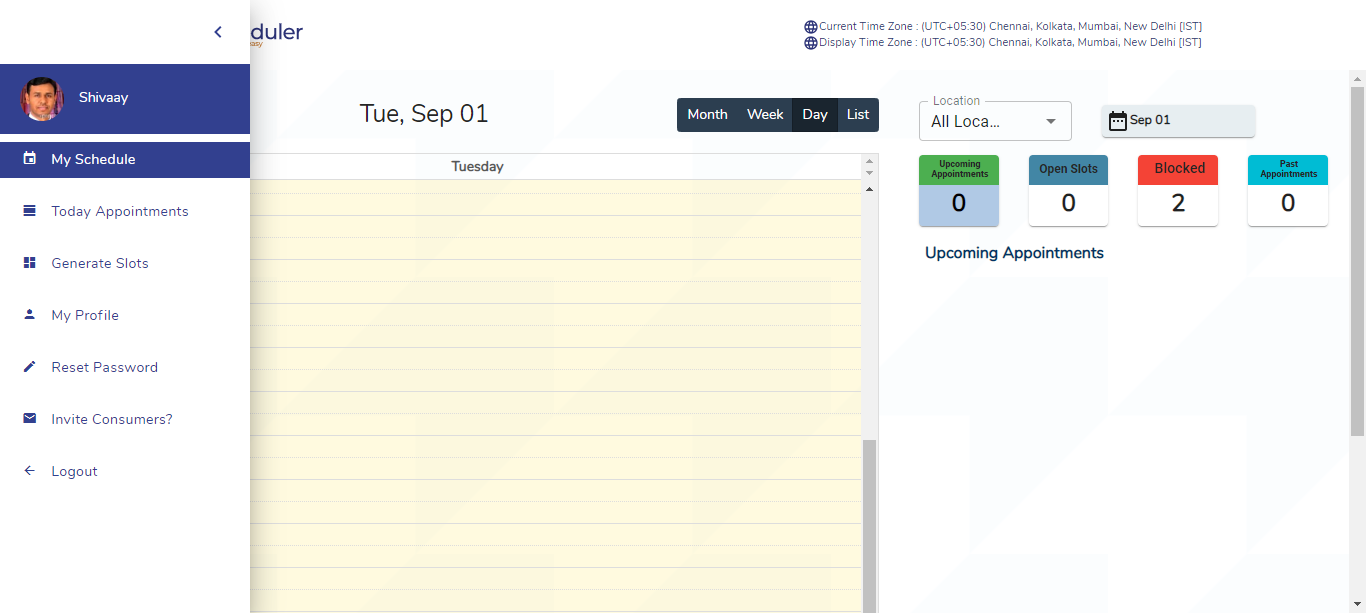 duler
easy
Current Time Zone : (UTC+05:30) Chennai, Kolkata, Mumbai, New Delhi [IST]
Display Time Zone : (UTC+05:30) Chennai, Kolkata, Mumbai, New Delhi [IST]
Shivaay
My Schedule
Today Appointments
Generate Slots
My Profile
Reset Password
Invite Consumers?
Logout
Tue, Sep 01
Month Week Day List
Tuesday
Location
All Loca...
Sep 01
Upcoming
Appointments
0
Open Slots
0
Blocked
2
Past
Appointments
0
Upcoming Appointments